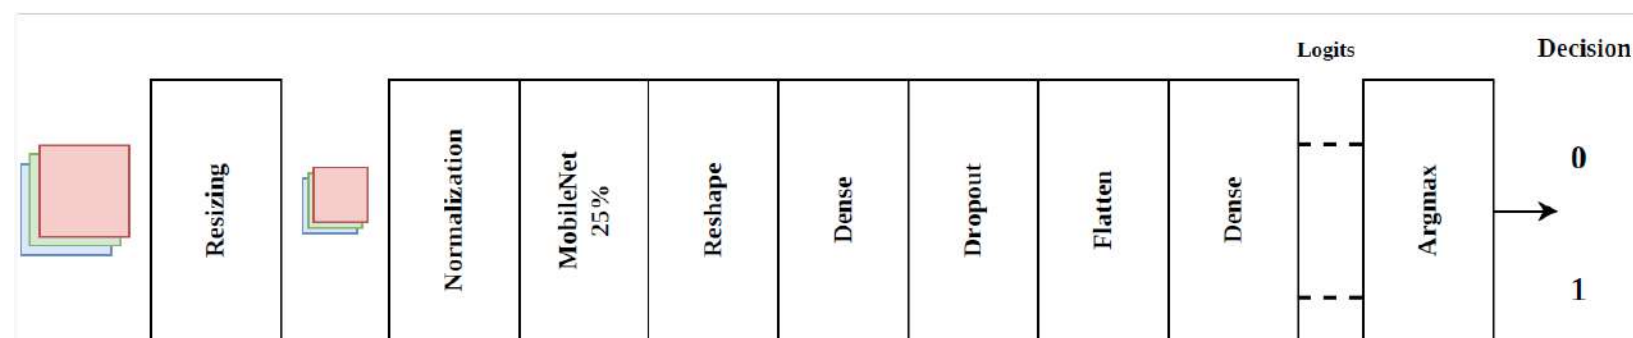 Logits
Decision
Resizing
Normalization
MobileNet
25%
Reshape
Dense
Dropout
Flatten
Dense
Argmax
0
1